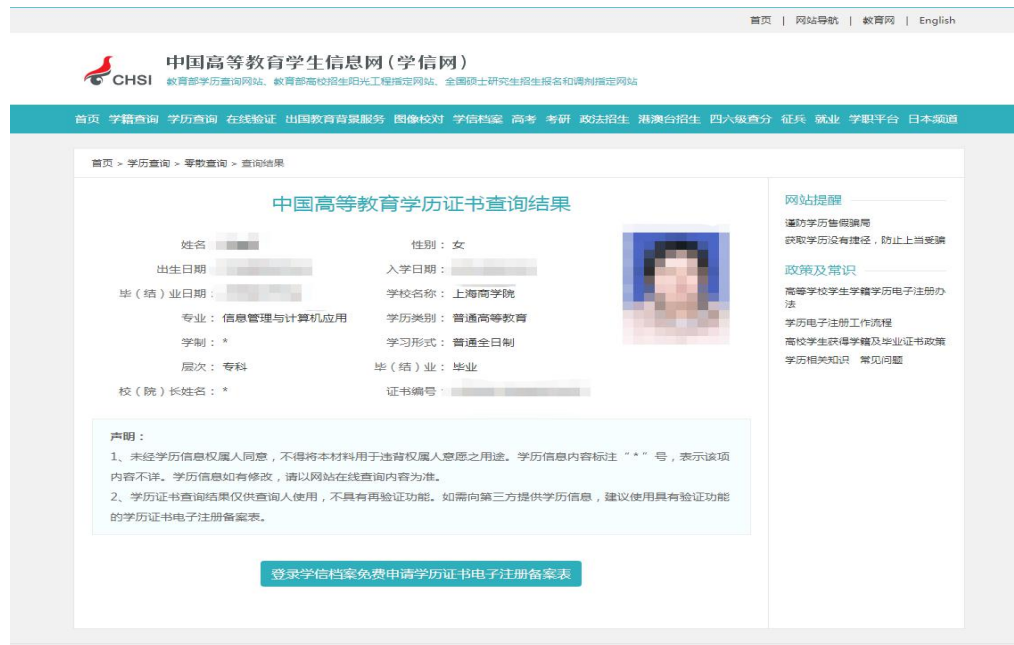 首页 | 网站导航 | 教育网 | English
CHSI
中国高等教育学生信息网(学信网)
教育部学历查询网站、教育部高校招生阳光工程指定网站、全国硕士研究生招生报名和调剂指定网站
首页 学籍查询 学历查询 在线验证 出国教育背景服务 图像校对 学信档案 高考 考研 政法招生 港澳台招生 四六级查分 征兵 就业 学职平台 日本频道
首页 > 学历查询 > 零散查询 > 查询结果
中国高等教育学历证书查询结果
姓名
性别： 女
出生日期
入学日期：
毕（结）业日期：
学校名称： 上海商学院
专业： 信息管理与计算机应用
学历类别： 普通高等教育
学制： *
学习形式： 普通全日制
层次： 专科
毕（结）业： 毕业
校（院）长姓名： *
证书编号
声明：
1、未经学历信息权属人同意，不得将本材料用于违背权属人意愿之用途。学历信息内容标注“*”号，表示该项
内容不详。学历信息如有修改，请以网站在线查询内容为准。
2、学历证书查询结果仅供查询人使用，不具有再验证功能。如需向第三方提供学历信息，建议使用具有验证功能
的学历证书电子注册备案表。
登录学信档案免费申请学历证书电子注册备案表
网站提醒
谨防学历售假骗局
获取学历没有捷径，防止上当受骗
政策及常识
高等学校学生学籍学历电子注册办
法
学历电子注册工作流程
高校学生获得学籍及毕业证书政策
学历相关知识 常见问题